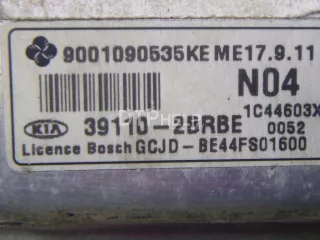 9001090535KE ME17.9.11
N04
1C44603X
KIA 39110-2BRBE 0052
Licence Bosch GCJD-BE44FS01600